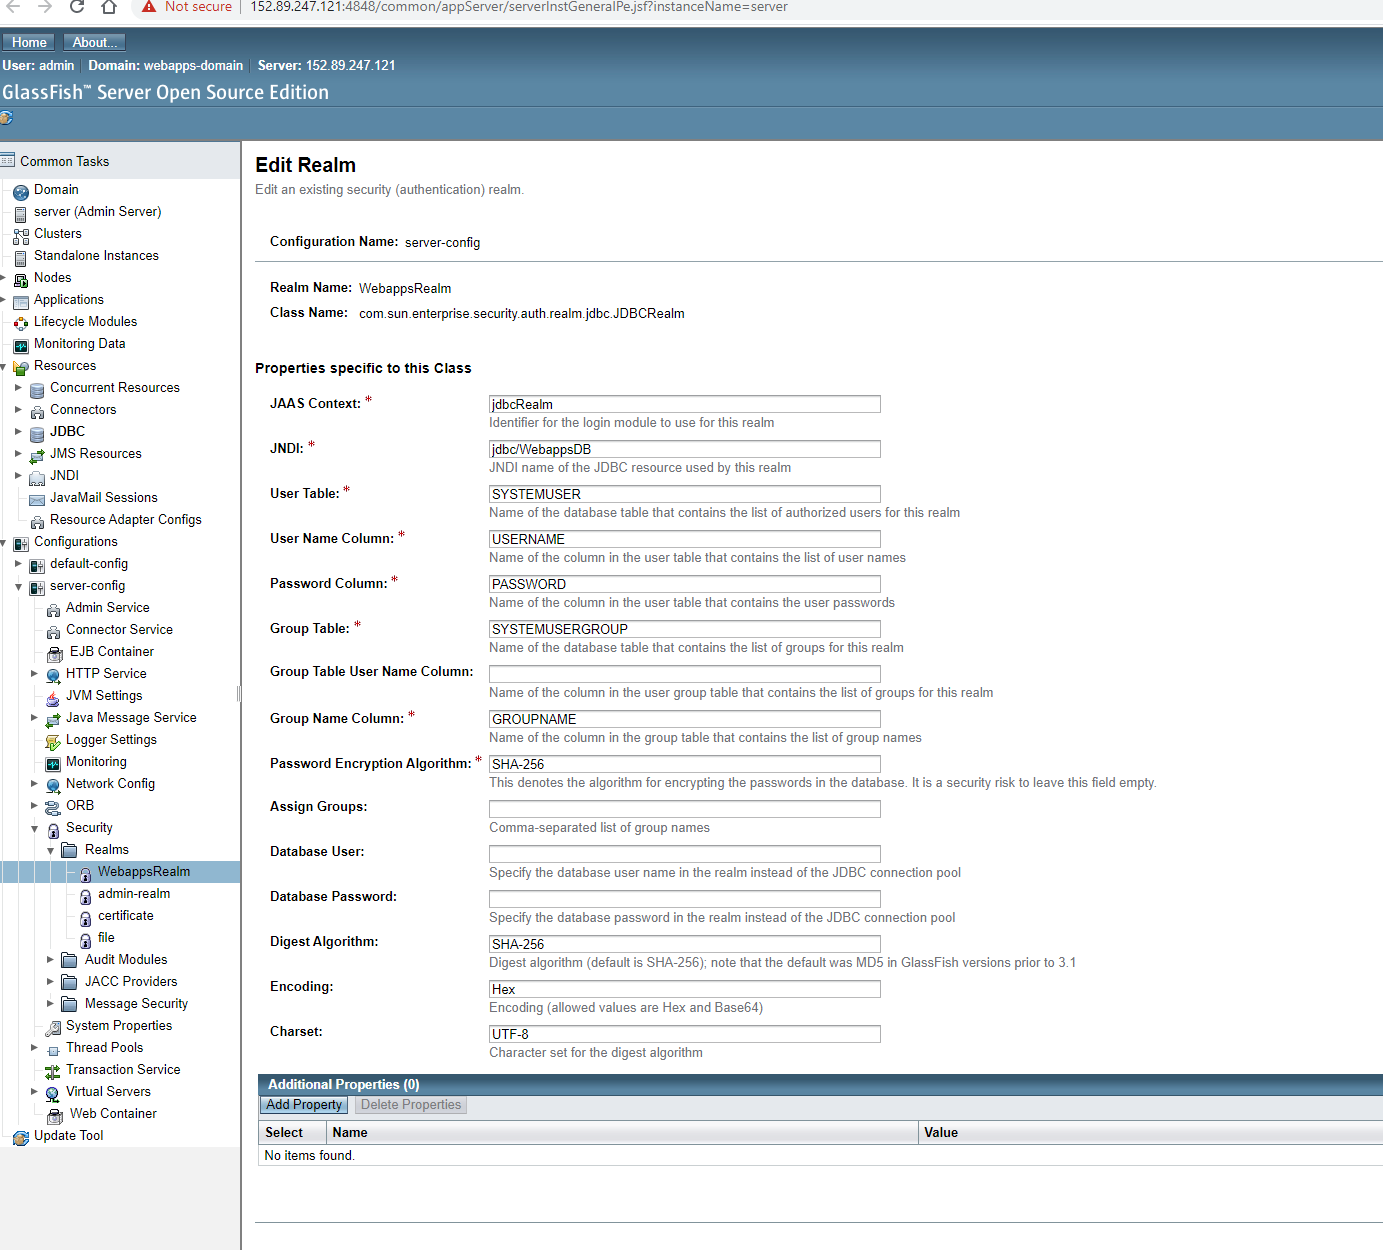 Not secure | 152.89.247.121:4848/common/appServer/serverInstGeneralPe.jsf?instanceName=server
Home About...
User: admin | Domain: webapps-domain | Server: 152.89.247.121
GlassFish™ Server Open Source Edition
Common Tasks
Domain
server (Admin Server)
Clusters
Standalone Instances
Nodes
Applications
Lifecycle Modules
Monitoring Data
Resources
Concurrent Resources
Connectors
JDBC
JMS Resources
JNDI
JavaMail Sessions
Resource Adapter Configs
Configurations
default-config
server-config
Admin Service
Connector Service
EJB Container
HTTP Service
JVM Settings
Java Message Service
Logger Settings
Monitoring
Network Config
ORB
Security
Realms
WebappsRealm
admin-realm
certificate
file
Audit Modules
JACC Providers
Message Security
System Properties
Thread Pools
Transaction Service
Virtual Servers
Web Container
Update Tool
Edit Realm
Edit an existing security (authentication) realm.
Configuration Name: server-config
Realm Name: WebappsRealm
Class Name: com.sun.enterprise.security.auth.realm.jdbc.JDBCRealm
Properties specific to this Class
JAAS Context: * jdbcRealm
Identifier for the login module to use for this realm
JNDI: * jdbc/WebappsDB
JNDI name of the JDBC resource used by this realm
User Table: * SYSTEMUSER
Name of the database table that contains the list of authorized users for this realm
User Name Column: * USERNAME
Name of the column in the user table that contains the list of user names
Password Column: * PASSWORD
Name of the column in the user table that contains the user passwords
Group Table: * SYSTEMUSERGROUP
Name of the database table that contains the list of groups for this realm
Group Table User Name Column:
Name of the column in the user group table that contains the list of groups for this realm
Group Name Column: * GROUPNAME
Name of the column in the group table that contains the list of group names
Password Encryption Algorithm: * SHA-256
This denotes the algorithm for encrypting the passwords in the database. It is a security risk to leave this field empty.
Assign Groups:
Comma-separated list of group names
Database User:
Specify the database user name in the realm instead of the JDBC connection pool
Database Password:
Specify the database password in the realm instead of the JDBC connection pool
Digest Algorithm: SHA-256
Digest algorithm (default is SHA-256); note that the default was MD5 in GlassFish versions prior to 3.1
Encoding: Hex
Encoding (allowed values are Hex and Base64)
Charset: UTF-8
Character set for the digest algorithm
Additional Properties (0)
Add Property Delete Properties
Select Name Value
No items found.